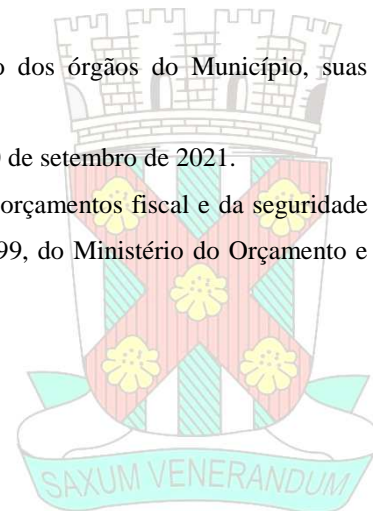 o dos órgãos do Município, suas
de setembro de 2021.
orçamentos fiscal e da seguridade
99, do Ministério do Orçamento e
SAXUM VENERANDUM